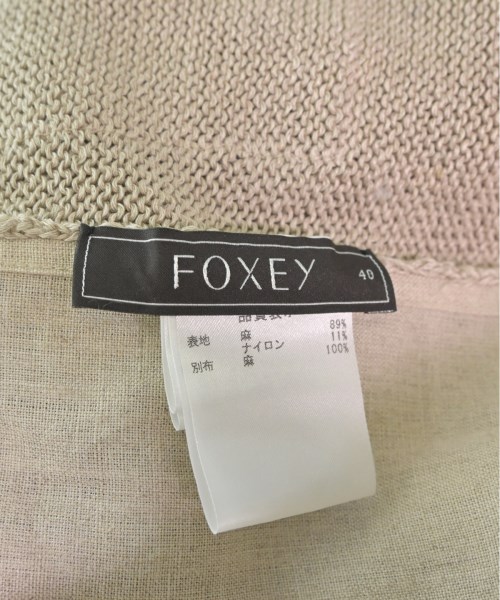 FOXEY 40
品質表示
表地 麻 89%
ナイロン 11%
別布 麻 100%